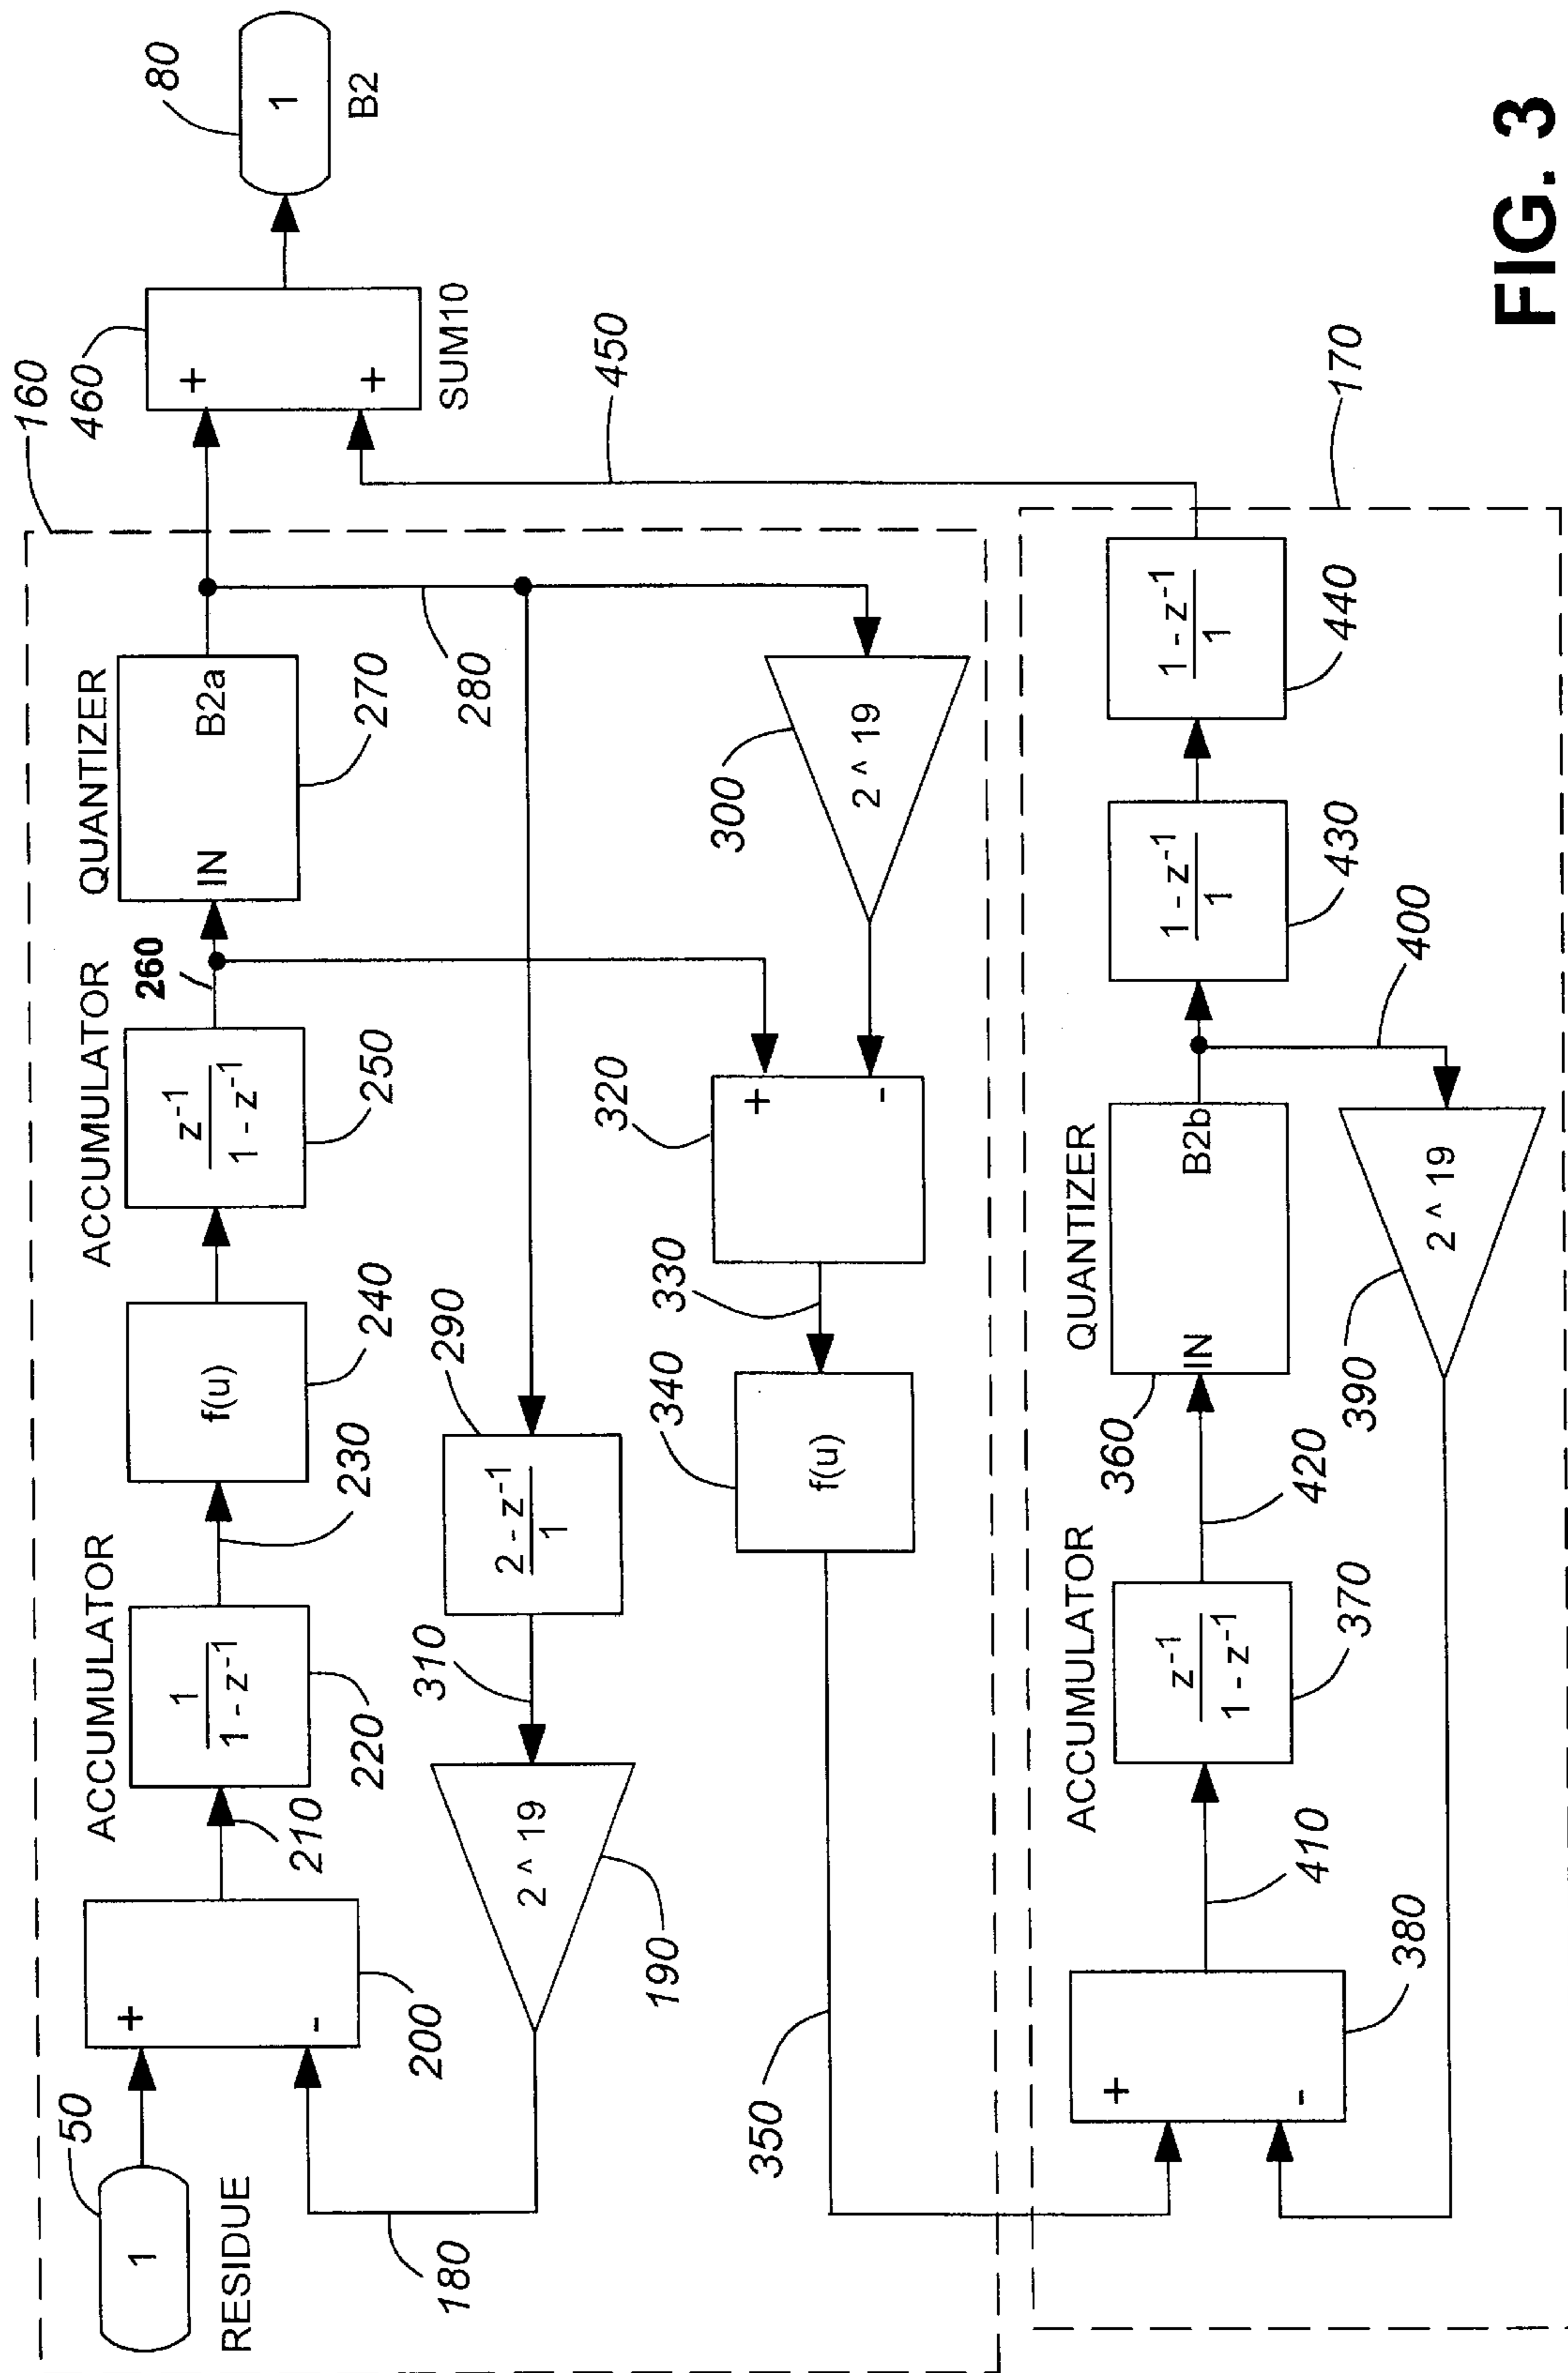 160
460
80
1
B2
+
+
SUM10
450
50
1
RESIDUE
+
-
200
210
ACCUMULATOR
1
1 - z⁻¹
220
230
f(u)
240
ACCUMULATOR
z⁻¹
1 - z⁻¹
250
260
QUANTIZER
IN
B2a
270
280
180
2 ^ 19
190
310
2 - z⁻¹
1
290
300
2 ^ 19
320
+
-
330
340
f(u)
350
170
+
-
380
410
ACCUMULATOR
z⁻¹
1 - z⁻¹
370
420
QUANTIZER
IN
B2b
360
390
2 ^ 19
400
1 - z⁻¹
1
430
1 - z⁻¹
1
440
FIG. 3